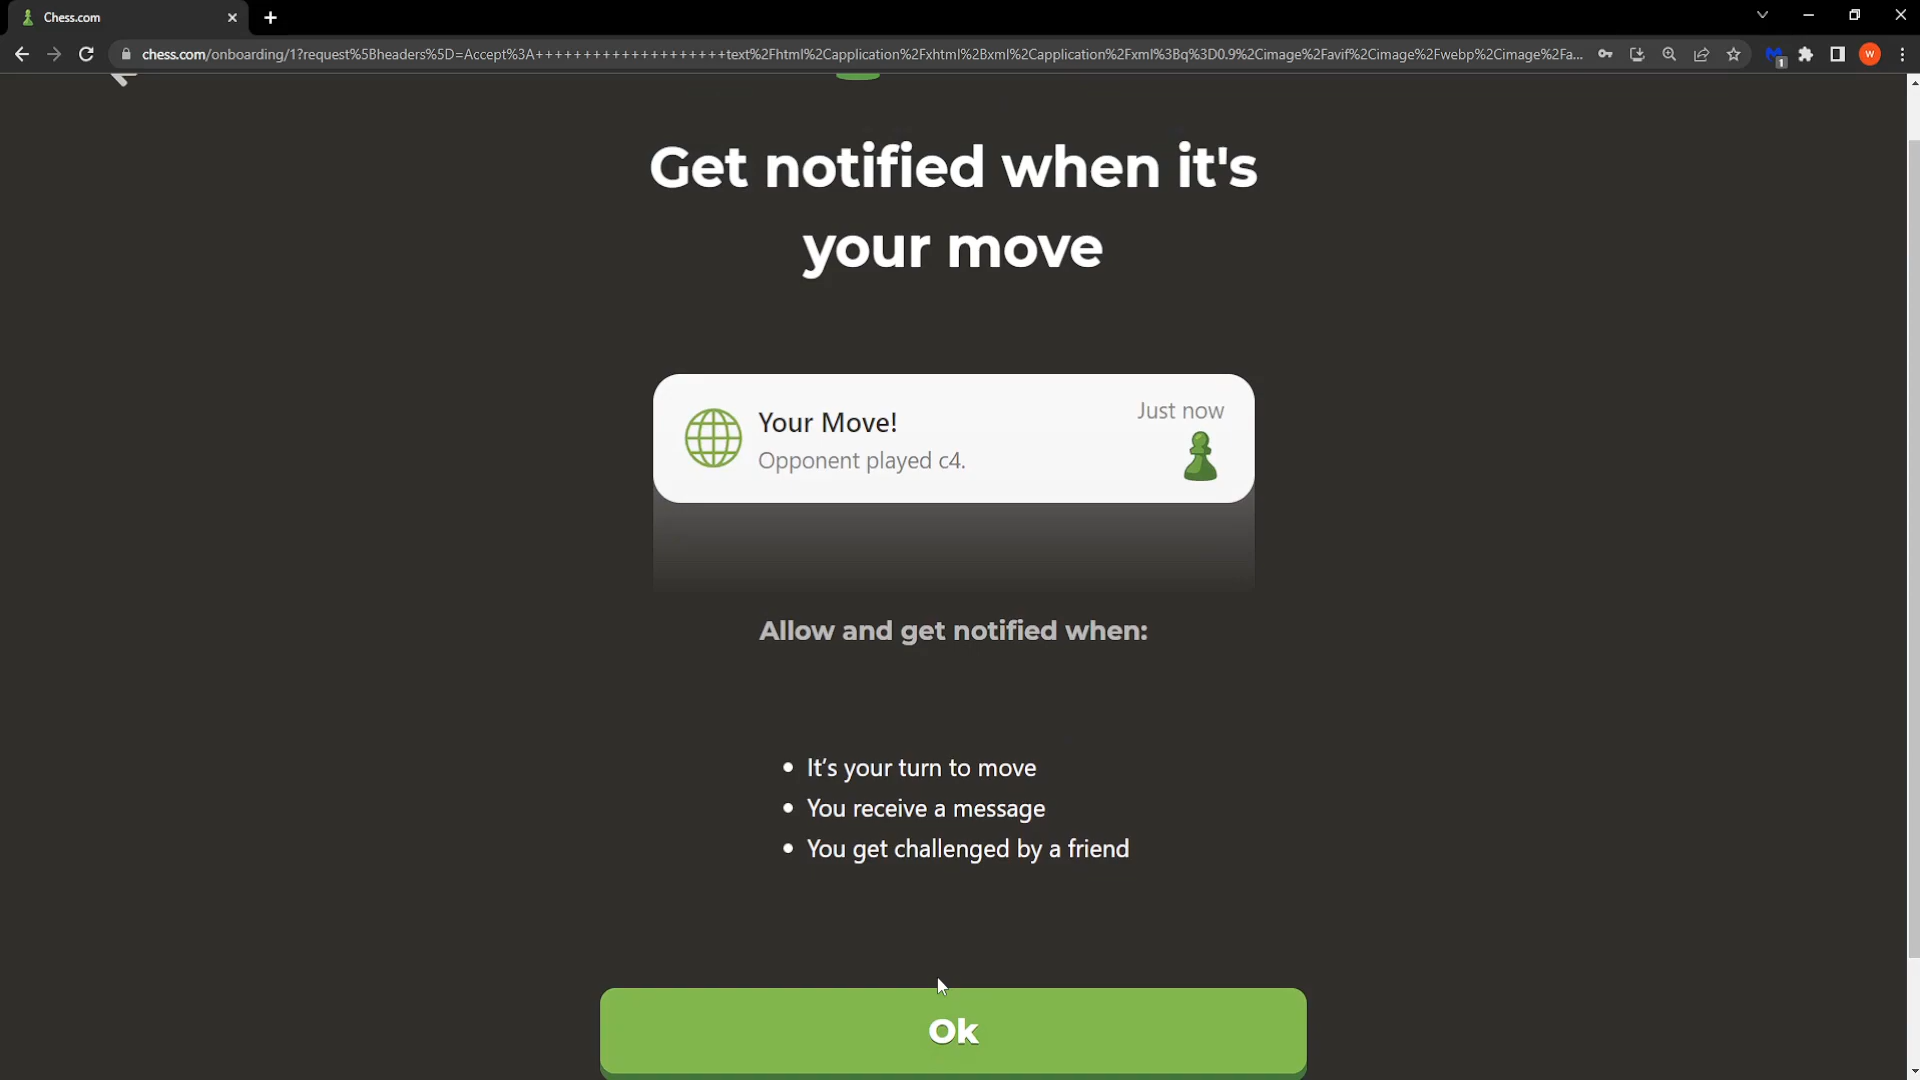 Chess.com
chess.com/onboarding/1?request%5Bheaders%5D=Accept%3A++++++++++++++++++++text%2Fhtml%2Capplication%2Fxhtml%2Bxml%2Capplication%2Fxml%3Bq%3D0.9%2Cimage%2Favif%2Cimage%2Fwebp%2Cimage%2Fa...
1
W
Get notified when it's
your move
Your Move!
Just now
Opponent played c4.
Allow and get notified when:
• It's your turn to move
• You receive a message
• You get challenged by a friend
Ok